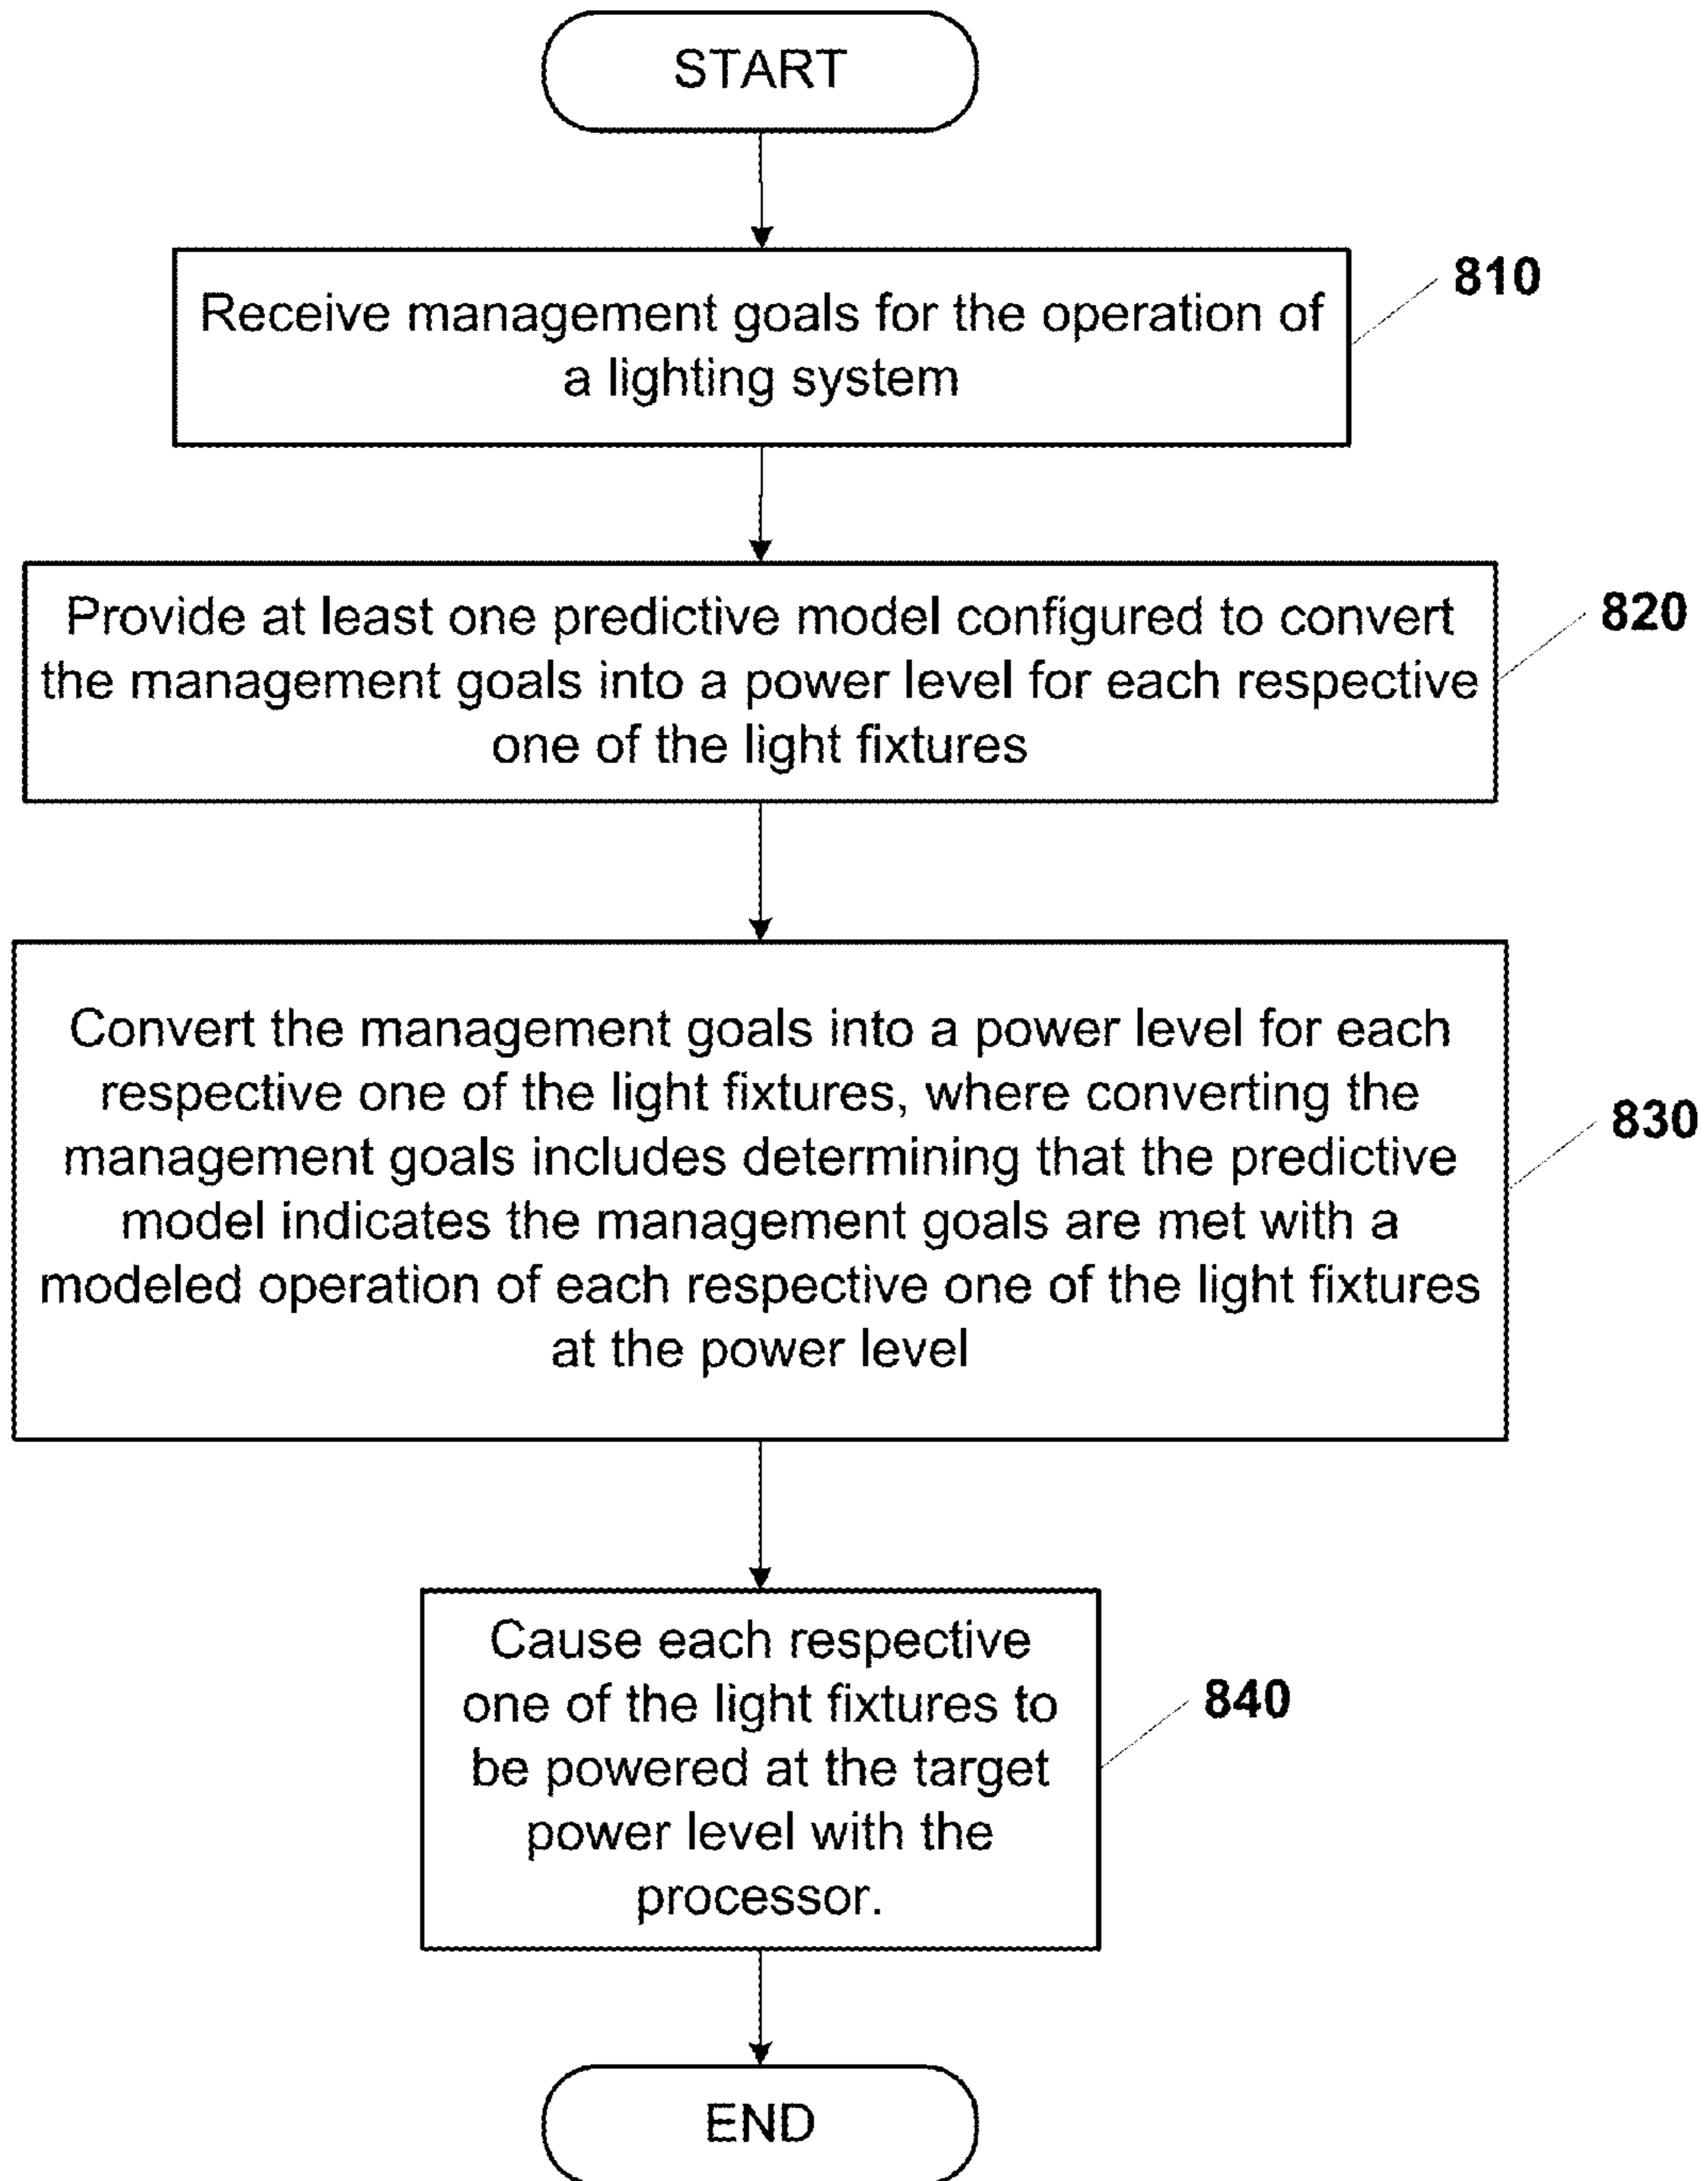 START
Receive management goals for the operation of
a lighting system
810
Provide at least one predictive model configured to convert
the management goals into a power level for each respective
one of the light fixtures
820
Convert the management goals into a power level for each
respective one of the light fixtures, where converting the
management goals includes determining that the predictive
model indicates the management goals are met with a
modeled operation of each respective one of the light fixtures
at the power level
830
Cause each respective
one of the light fixtures to
be powered at the target
power level with the
processor.
840
END